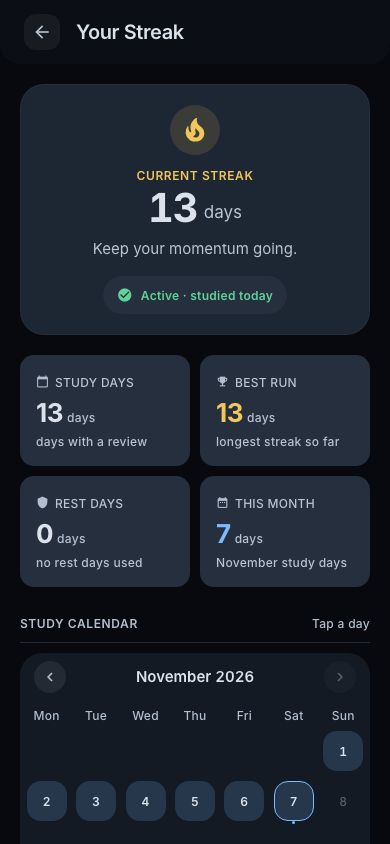 Your Streak
CURRENT STREAK
13 days
Keep your momentum going.
Active · studied today
STUDY DAYS
13 days
days with a review
BEST RUN
13 days
longest streak so far
REST DAYS
0 days
no rest days used
THIS MONTH
7 days
November study days
STUDY CALENDAR
Tap a day
November 2026
Mon Tue Wed Thu Fri Sat Sun
1
2 3 4 5 6 7 8